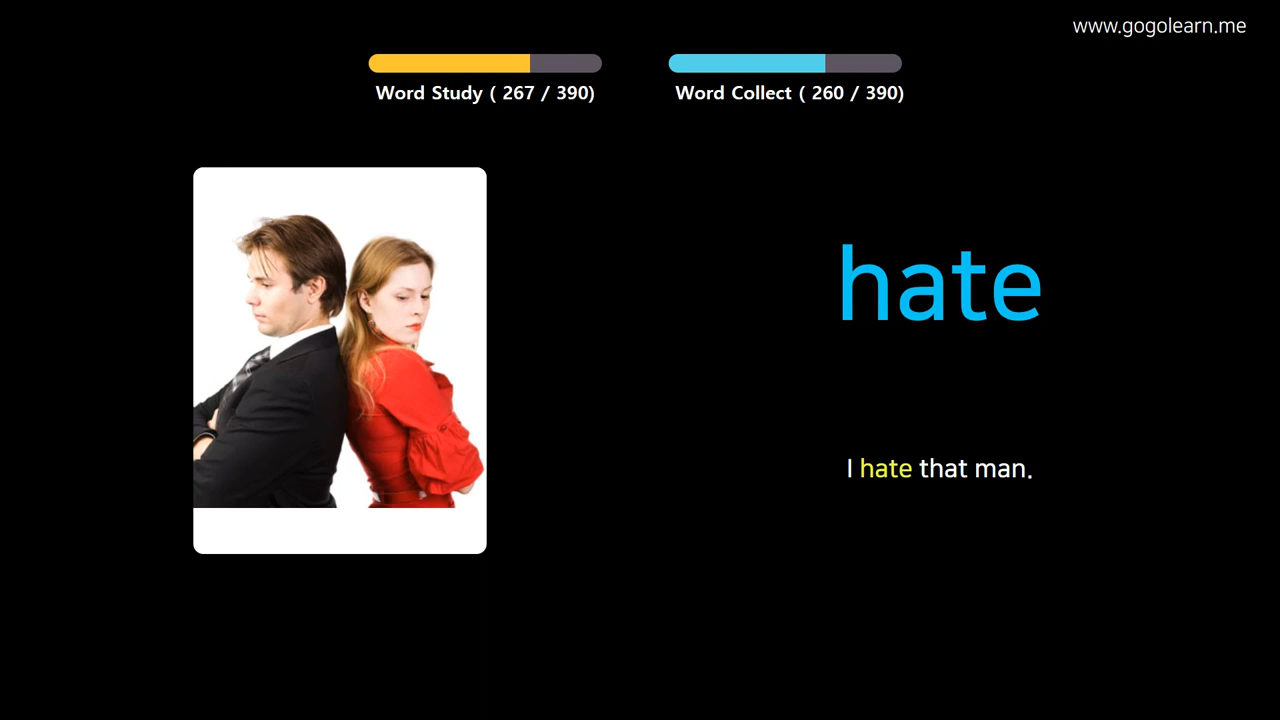 www.gogolearn.me
Word Study ( 267 / 390)
Word Collect ( 260 / 390)
hate
I hate that man.